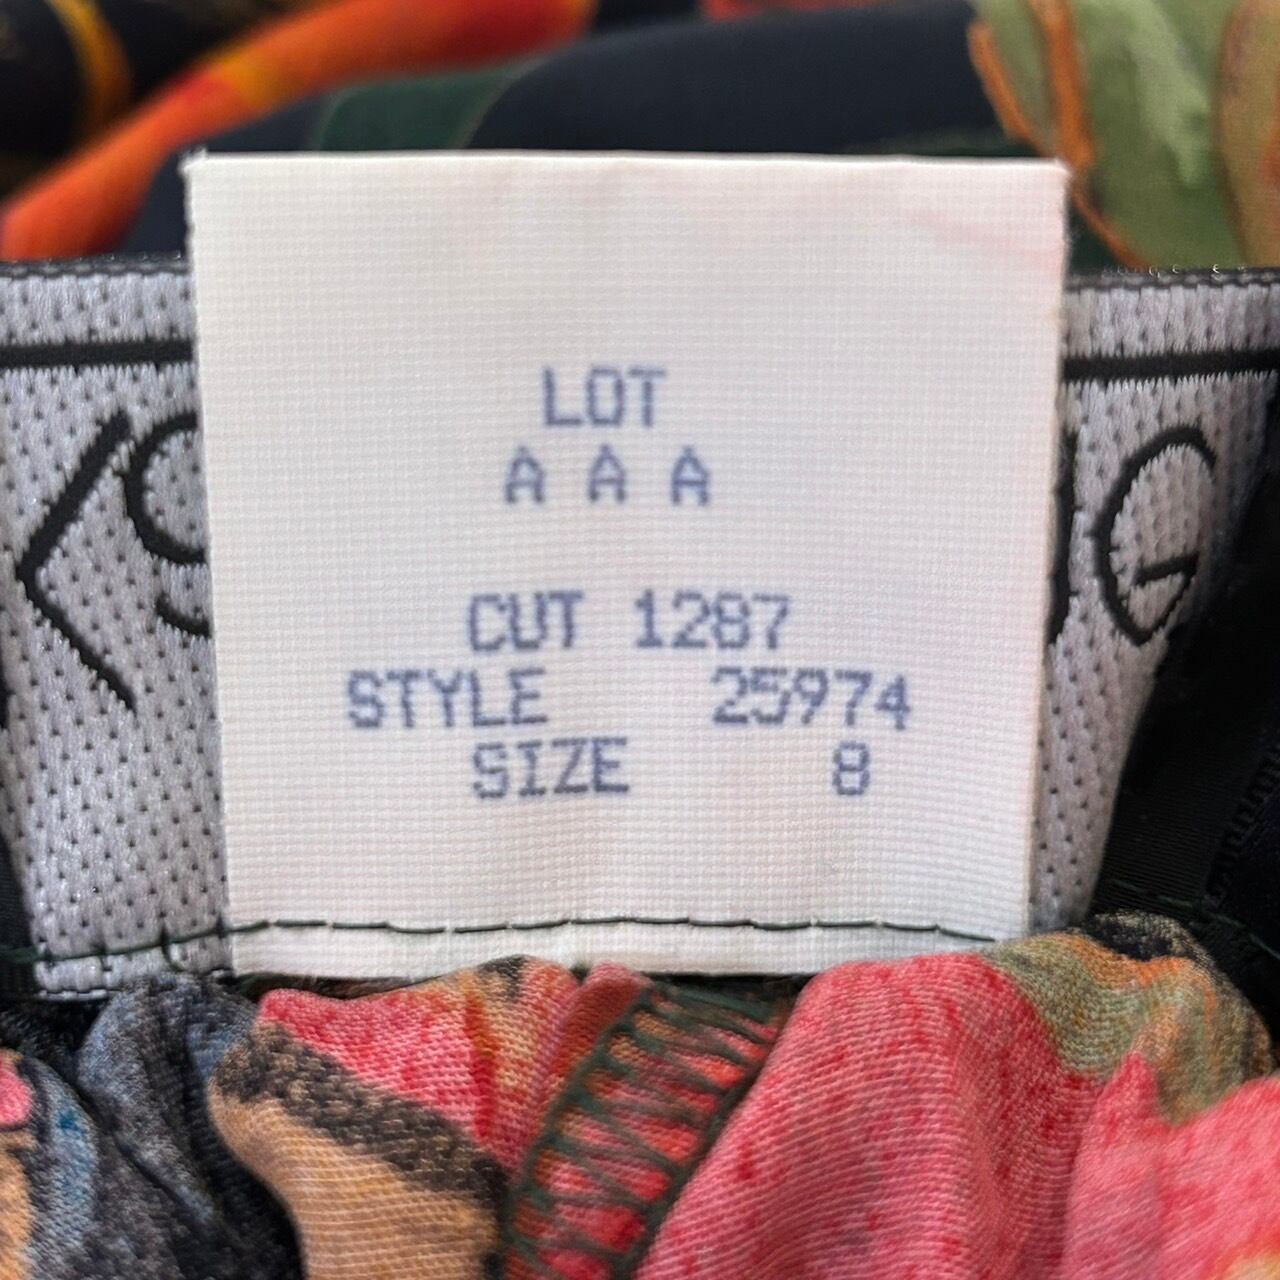 LOT
A A A
CUT 1287
STYLE 25974
SIZE 8